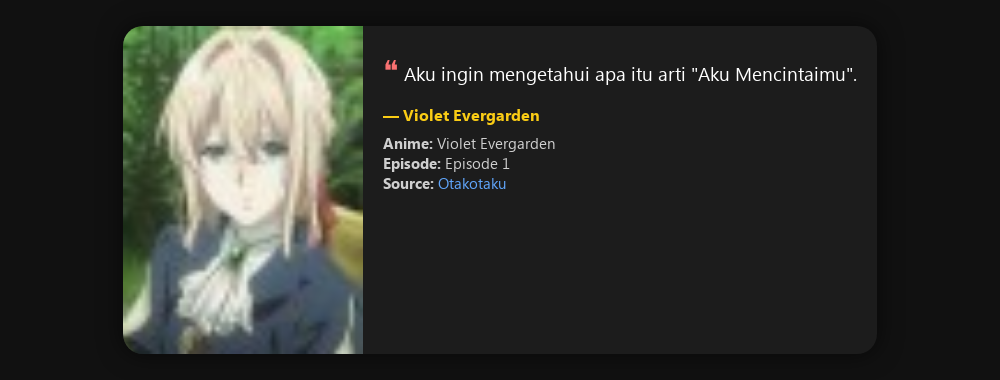 ❝ Aku ingin mengetahui apa itu arti "Aku Mencintaimu".
— Violet Evergarden
Anime: Violet Evergarden
Episode: Episode 1
Source: Otakotaku